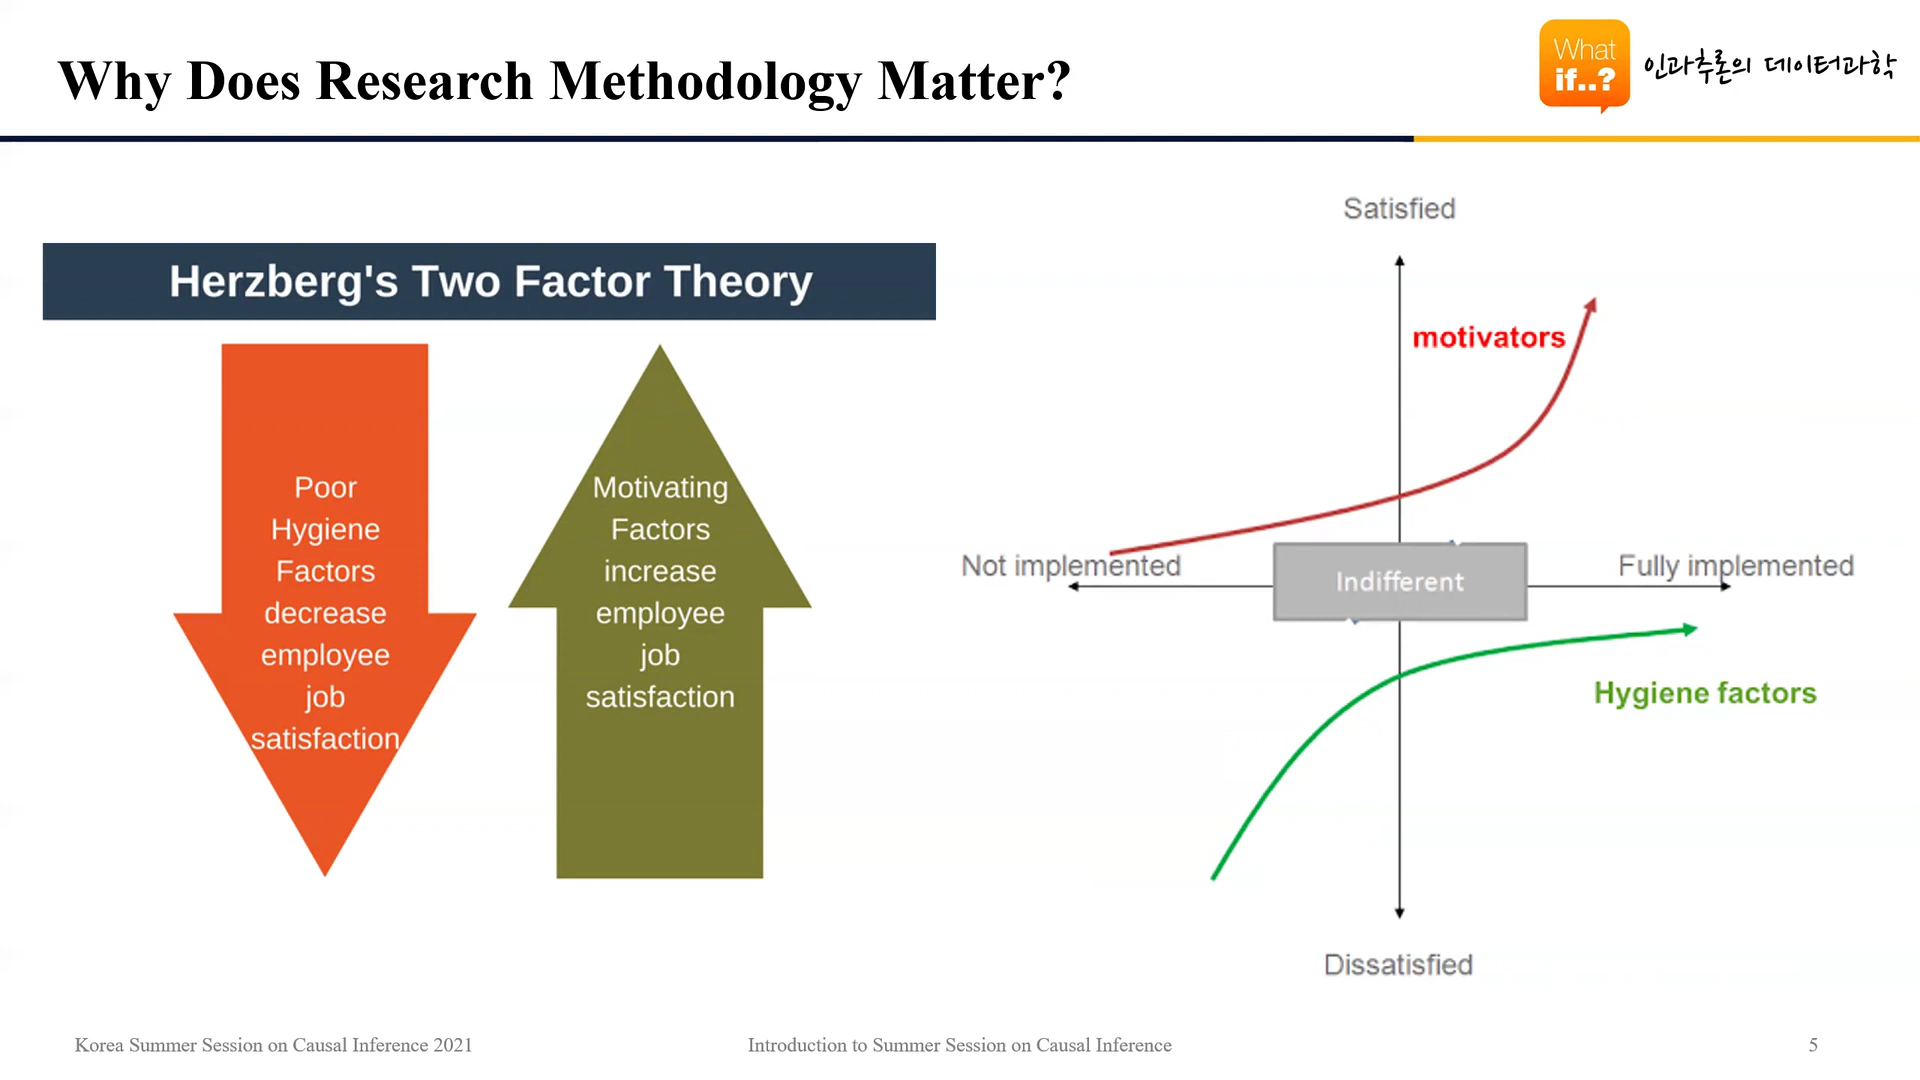 Why Does Research Methodology Matter?
What
if..?
인과추론의 데이터과학
Herzberg's Two Factor Theory
Poor
Hygiene
Factors
decrease
employee
job
satisfaction
Motivating
Factors
increase
employee
job
satisfaction
Satisfied
motivators
Not implemented
Indifferent
Fully implemented
Hygiene factors
Dissatisfied
Korea Summer Session on Causal Inference 2021
Introduction to Summer Session on Causal Inference
5